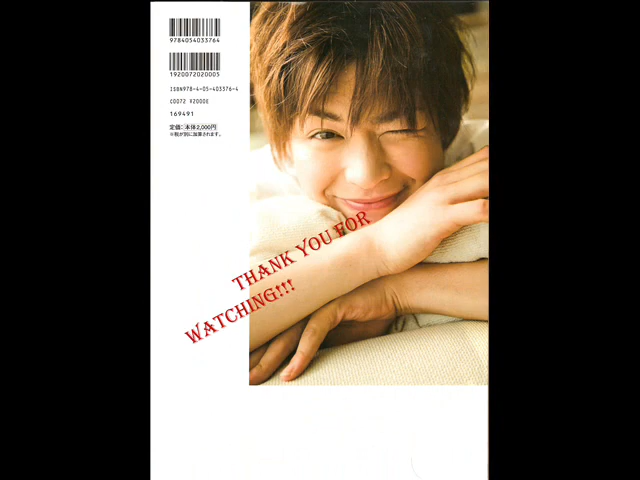 9784054033764
1920072020005
ISBN978-4-05-403376-4
C0072 ¥2000E
169491
定価：本体2,000円
※税が別に加算されます。
THANK YOU FOR
WATCHING!!!